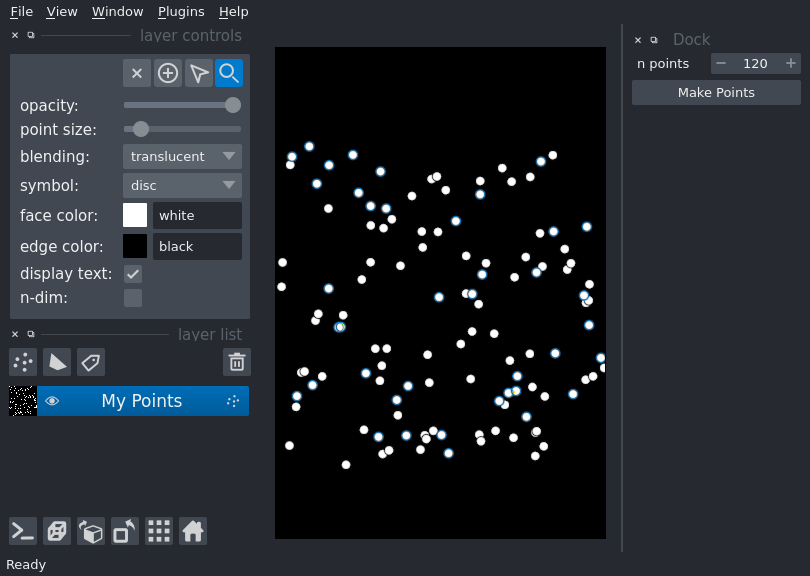 File View Window Plugins Help
layer controls
opacity:
point size:
blending: translucent
symbol: disc
face color: white
edge color: black
display text:
n-dim:
layer list
My Points
Ready
Dock
n points 120
Make Points